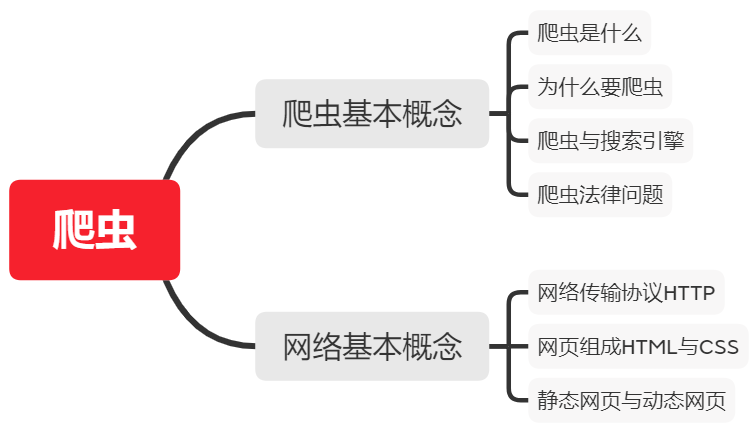 爬虫
爬虫基本概念
爬虫是什么
为什么要爬虫
爬虫与搜索引擎
爬虫法律问题
网络基本概念
网络传输协议HTTP
网页组成HTML与CSS
静态网页与动态网页